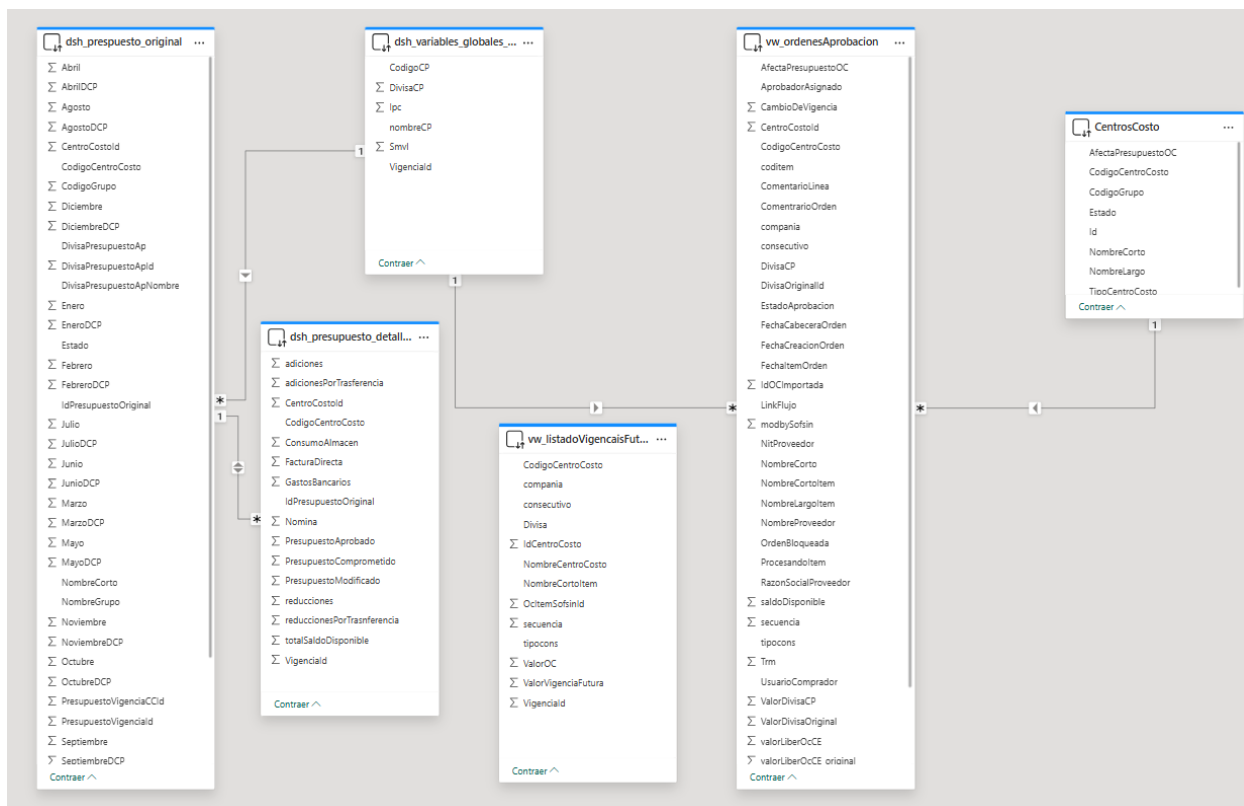 dsh_prespuesto_original ...
Σ Abril
Σ AbrilDCP
Σ Agosto
Σ AgostoDCP
Σ CentroCostoId
CodigoCentroCosto
Σ CodigoGrupo
Σ Diciembre
Σ DiciembreDCP
DivisaPresupuestoAp
Σ DivisaPresupuestoApId
DivisaPresupuestoApNombre
Σ Enero
Σ EneroDCP
Estado
Σ Febrero
Σ FebreroDCP
IdPresupuestoOriginal
Σ Julio
Σ JulioDCP
Σ Junio
Σ JunioDCP
Σ Marzo
Σ MarzoDCP
Σ Mayo
Σ MayoDCP
NombreCorto
NombreGrupo
Σ Noviembre
Σ NoviembreDCP
Σ Octubre
Σ OctubreDCP
Σ PresupuestoVigenciaCCId
Σ PresupuestoVigenciaId
Σ Septiembre
Σ SeptiembreDCP
Contraer
dsh_variables_globales_... ...
CodigoCP
Σ DivisaCP
Σ Ipc
nombreCP
Σ Smvl
VigenciaId
Contraer
dsh_presupuesto_detall... ...
Σ adiciones
Σ adicionesPorTrasferencia
Σ CentroCostoId
CodigoCentroCosto
Σ ConsumoAlmacen
Σ FacturaDirecta
Σ GastosBancarios
IdPresupuestoOriginal
Σ Nomina
Σ PresupuestoAprobado
Σ PresupuestoComprometido
Σ PresupuestoModificado
Σ reducciones
Σ reduccionesPorTrasnferencia
Σ totalSaldoDisponible
Σ VigenciaId
Contraer
vw_listadoVigencaisFut... ...
CodigoCentroCosto
compania
consecutivo
Divisa
Σ IdCentroCosto
NombreCentroCosto
NombreCortoItem
Σ OcItemSofsinId
Σ secuencia
tipocons
Σ ValorOC
Σ ValorVigenciaFutura
Σ VigenciaId
Contraer
vw_ordenesAprobacion ...
AfectaPresupuestoOC
AprobadorAsignado
Σ CambioDeVigencia
Σ CentroCostoId
CodigoCentroCosto
coditem
ComentarioLinea
ComentrarioOrden
compania
consecutivo
DivisaCP
DivisaOriginalId
EstadoAprobacion
FechaCabeceraOrden
FechaCreacionOrden
FechaItemOrden
Σ IdOCImportada
LinkFlujo
Σ modbySofsin
NitProveedor
NombreCorto
NombreCortoItem
NombreLargoItem
NombreProveedor
OrdenBloqueada
ProcesandoItem
RazonSocialProveedor
Σ saldoDisponible
Σ secuencia
tipocons
Σ Trm
UsuarioComprador
Σ ValorDivisaCP
Σ ValorDivisaOriginal
Σ valorLiberOcCE
Σ valorLiberOcCE_original
Contraer
CentrosCosto ...
AfectaPresupuestoOC
CodigoCentroCosto
CodigoGrupo
Estado
Id
NombreCorto
NombreLargo
TipoCentroCosto
Contraer
1
*
1
*
1
*
*
1